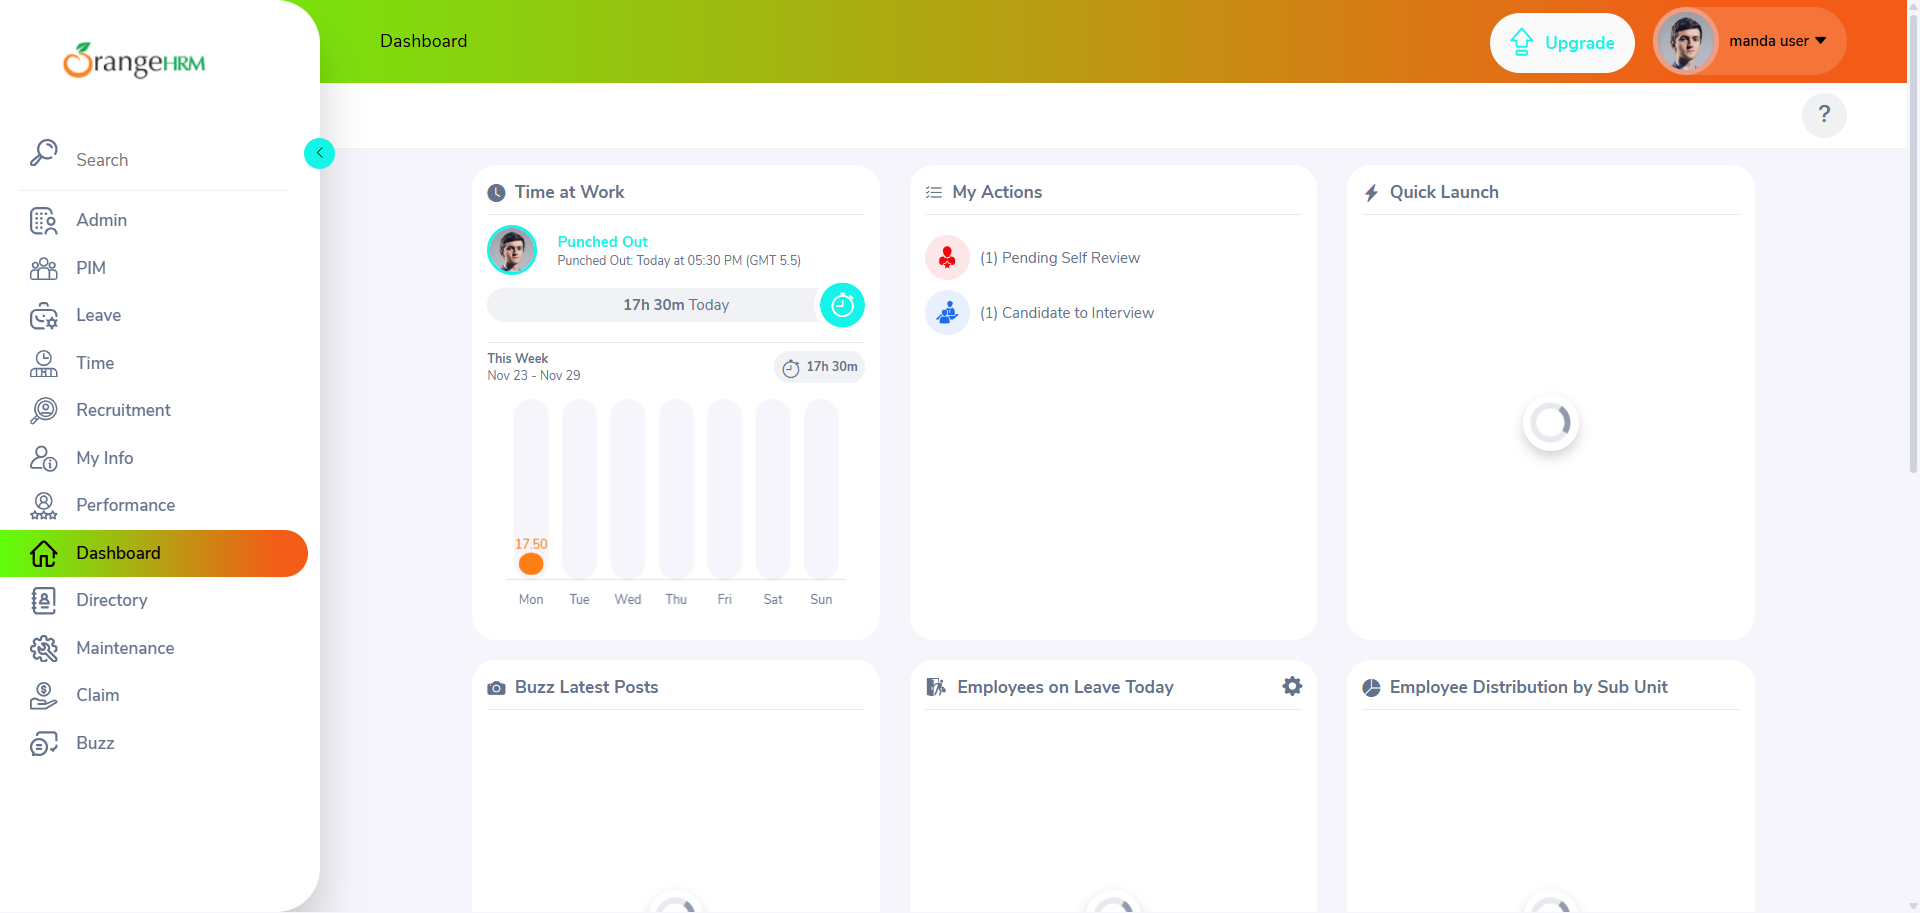 OrangeHRM
Search
Admin
PIM
Leave
Time
Recruitment
My Info
Performance
Dashboard
Directory
Maintenance
Claim
Buzz
Dashboard
Upgrade
manda user
?
Time at Work
Punched Out
Punched Out: Today at 05:30 PM (GMT 5.5)
17h 30m Today
This Week
Nov 23 - Nov 29
17h 30m
17.50
Mon Tue Wed Thu Fri Sat Sun
My Actions
(1) Pending Self Review
(1) Candidate to Interview
Quick Launch
Buzz Latest Posts
Employees on Leave Today
Employee Distribution by Sub Unit